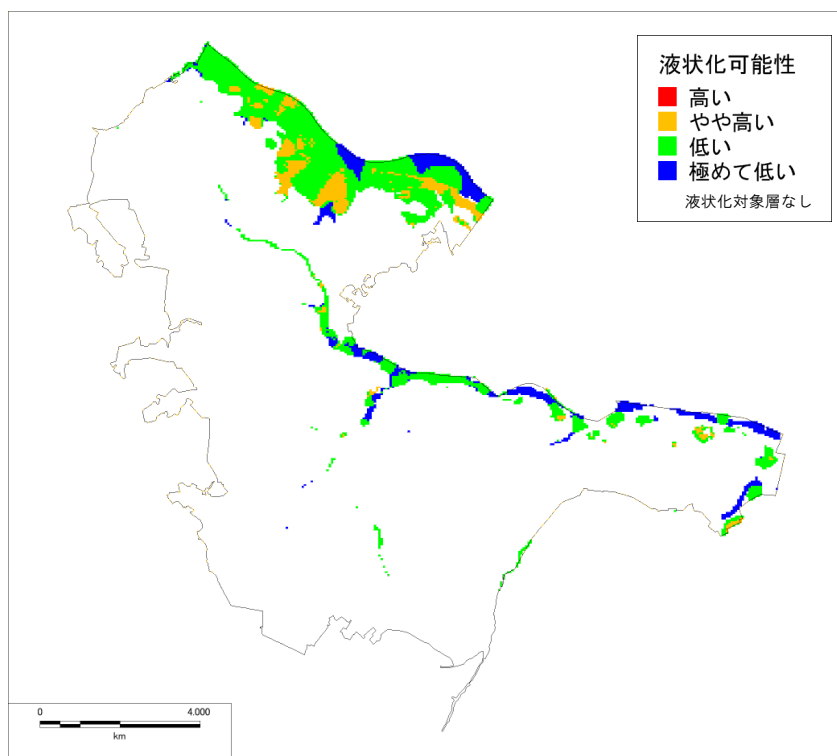 液状化可能性
高い
やや高い
低い
極めて低い
液状化対象層なし
0 4.000
km